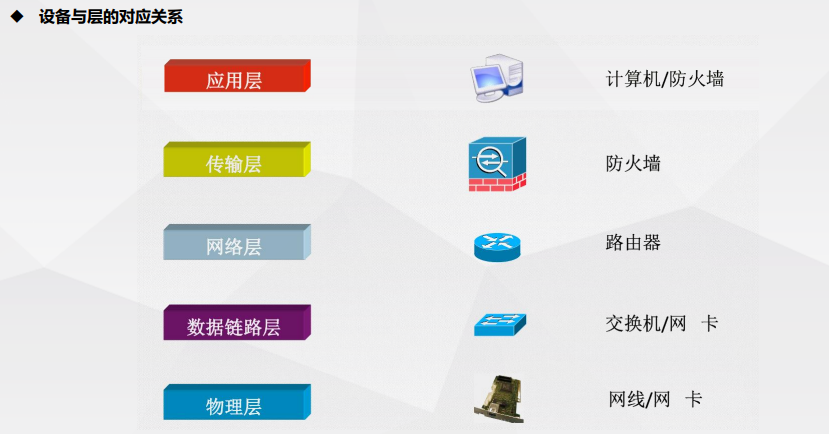 ◆ 设备与层的对应关系
应用层 计算机/防火墙
传输层 防火墙
网络层 路由器
数据链路层 交换机/网 卡
物理层 网线/网 卡